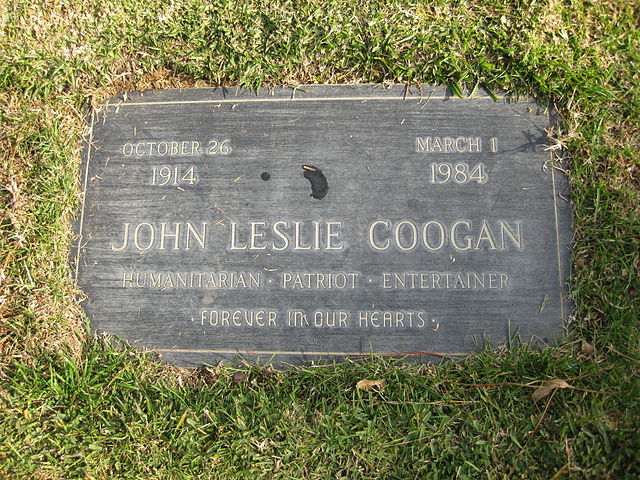 OCTOBER 26 MARCH 1
1914 1984
JOHN LESLIE COOGAN
HUMANITARIAN · PATRIOT · ENTERTAINER
· FOREVER IN OUR HEARTS ·